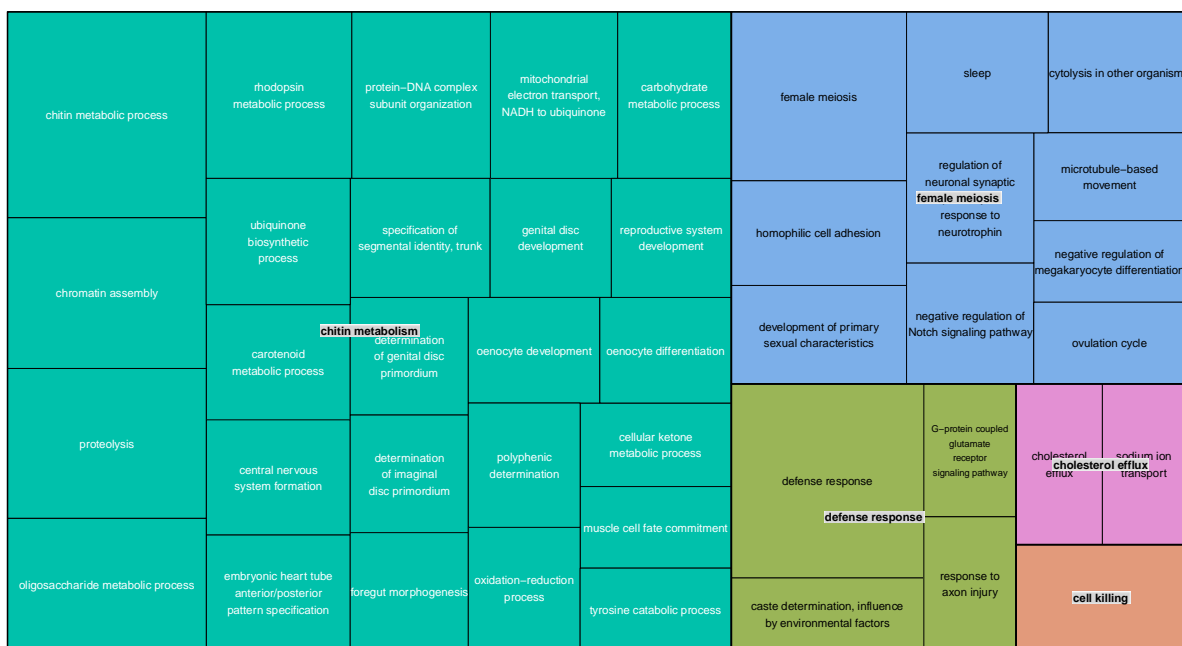 chitin metabolic process
chromatin assembly
proteolysis
oligosaccharide metabolic process
rhodopsin
metabolic process
protein−DNA complex
subunit organization
mitochondrial
electron transport,
NADH to ubiquinone
carbohydrate
metabolic process
ubiquinone
biosynthetic
process
specification of
segmental identity, trunk
genital disc
development
reproductive system
development
chitin metabolism
carotenoid
metabolic process
determination
of genital disc
primordium
oenocyte development
oenocyte differentiation
central nervous
system formation
determination
of imaginal
disc primordium
polyphenic
determination
cellular ketone
metabolic process
muscle cell fate commitment
embryonic heart tube
anterior/posterior
pattern specification
foregut morphogenesis
oxidation−reduction
process
tyrosine catabolic process
female meiosis
sleep
cytolysis in other organism
homophilic cell adhesion
regulation of
neuronal synaptic
female meiosis
response to
neurotrophin
microtubule−based
movement
negative regulation of
megakaryocyte differentiation
development of primary
sexual characteristics
negative regulation of
Notch signaling pathway
ovulation cycle
defense response
G−protein coupled
glutamate
receptor
signaling pathway
defense response
caste determination, influence
by environmental factors
response to
axon injury
cholesterol
efflux
sodium ion
transport
cholesterol efflux
cell killing